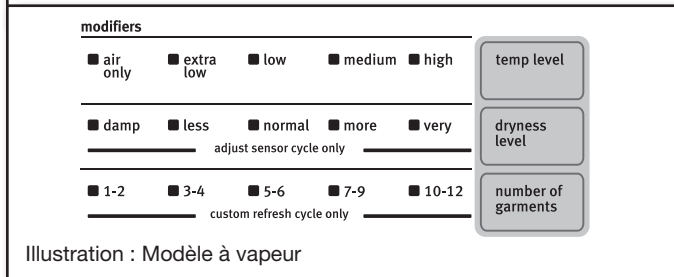 modifiers
air only
extra low
low
medium
high
temp level
damp
less
normal
more
very
dryness level
adjust sensor cycle only
1-2
3-4
5-6
7-9
10-12
number of garments
custom refresh cycle only
Illustration : Modèle à vapeur